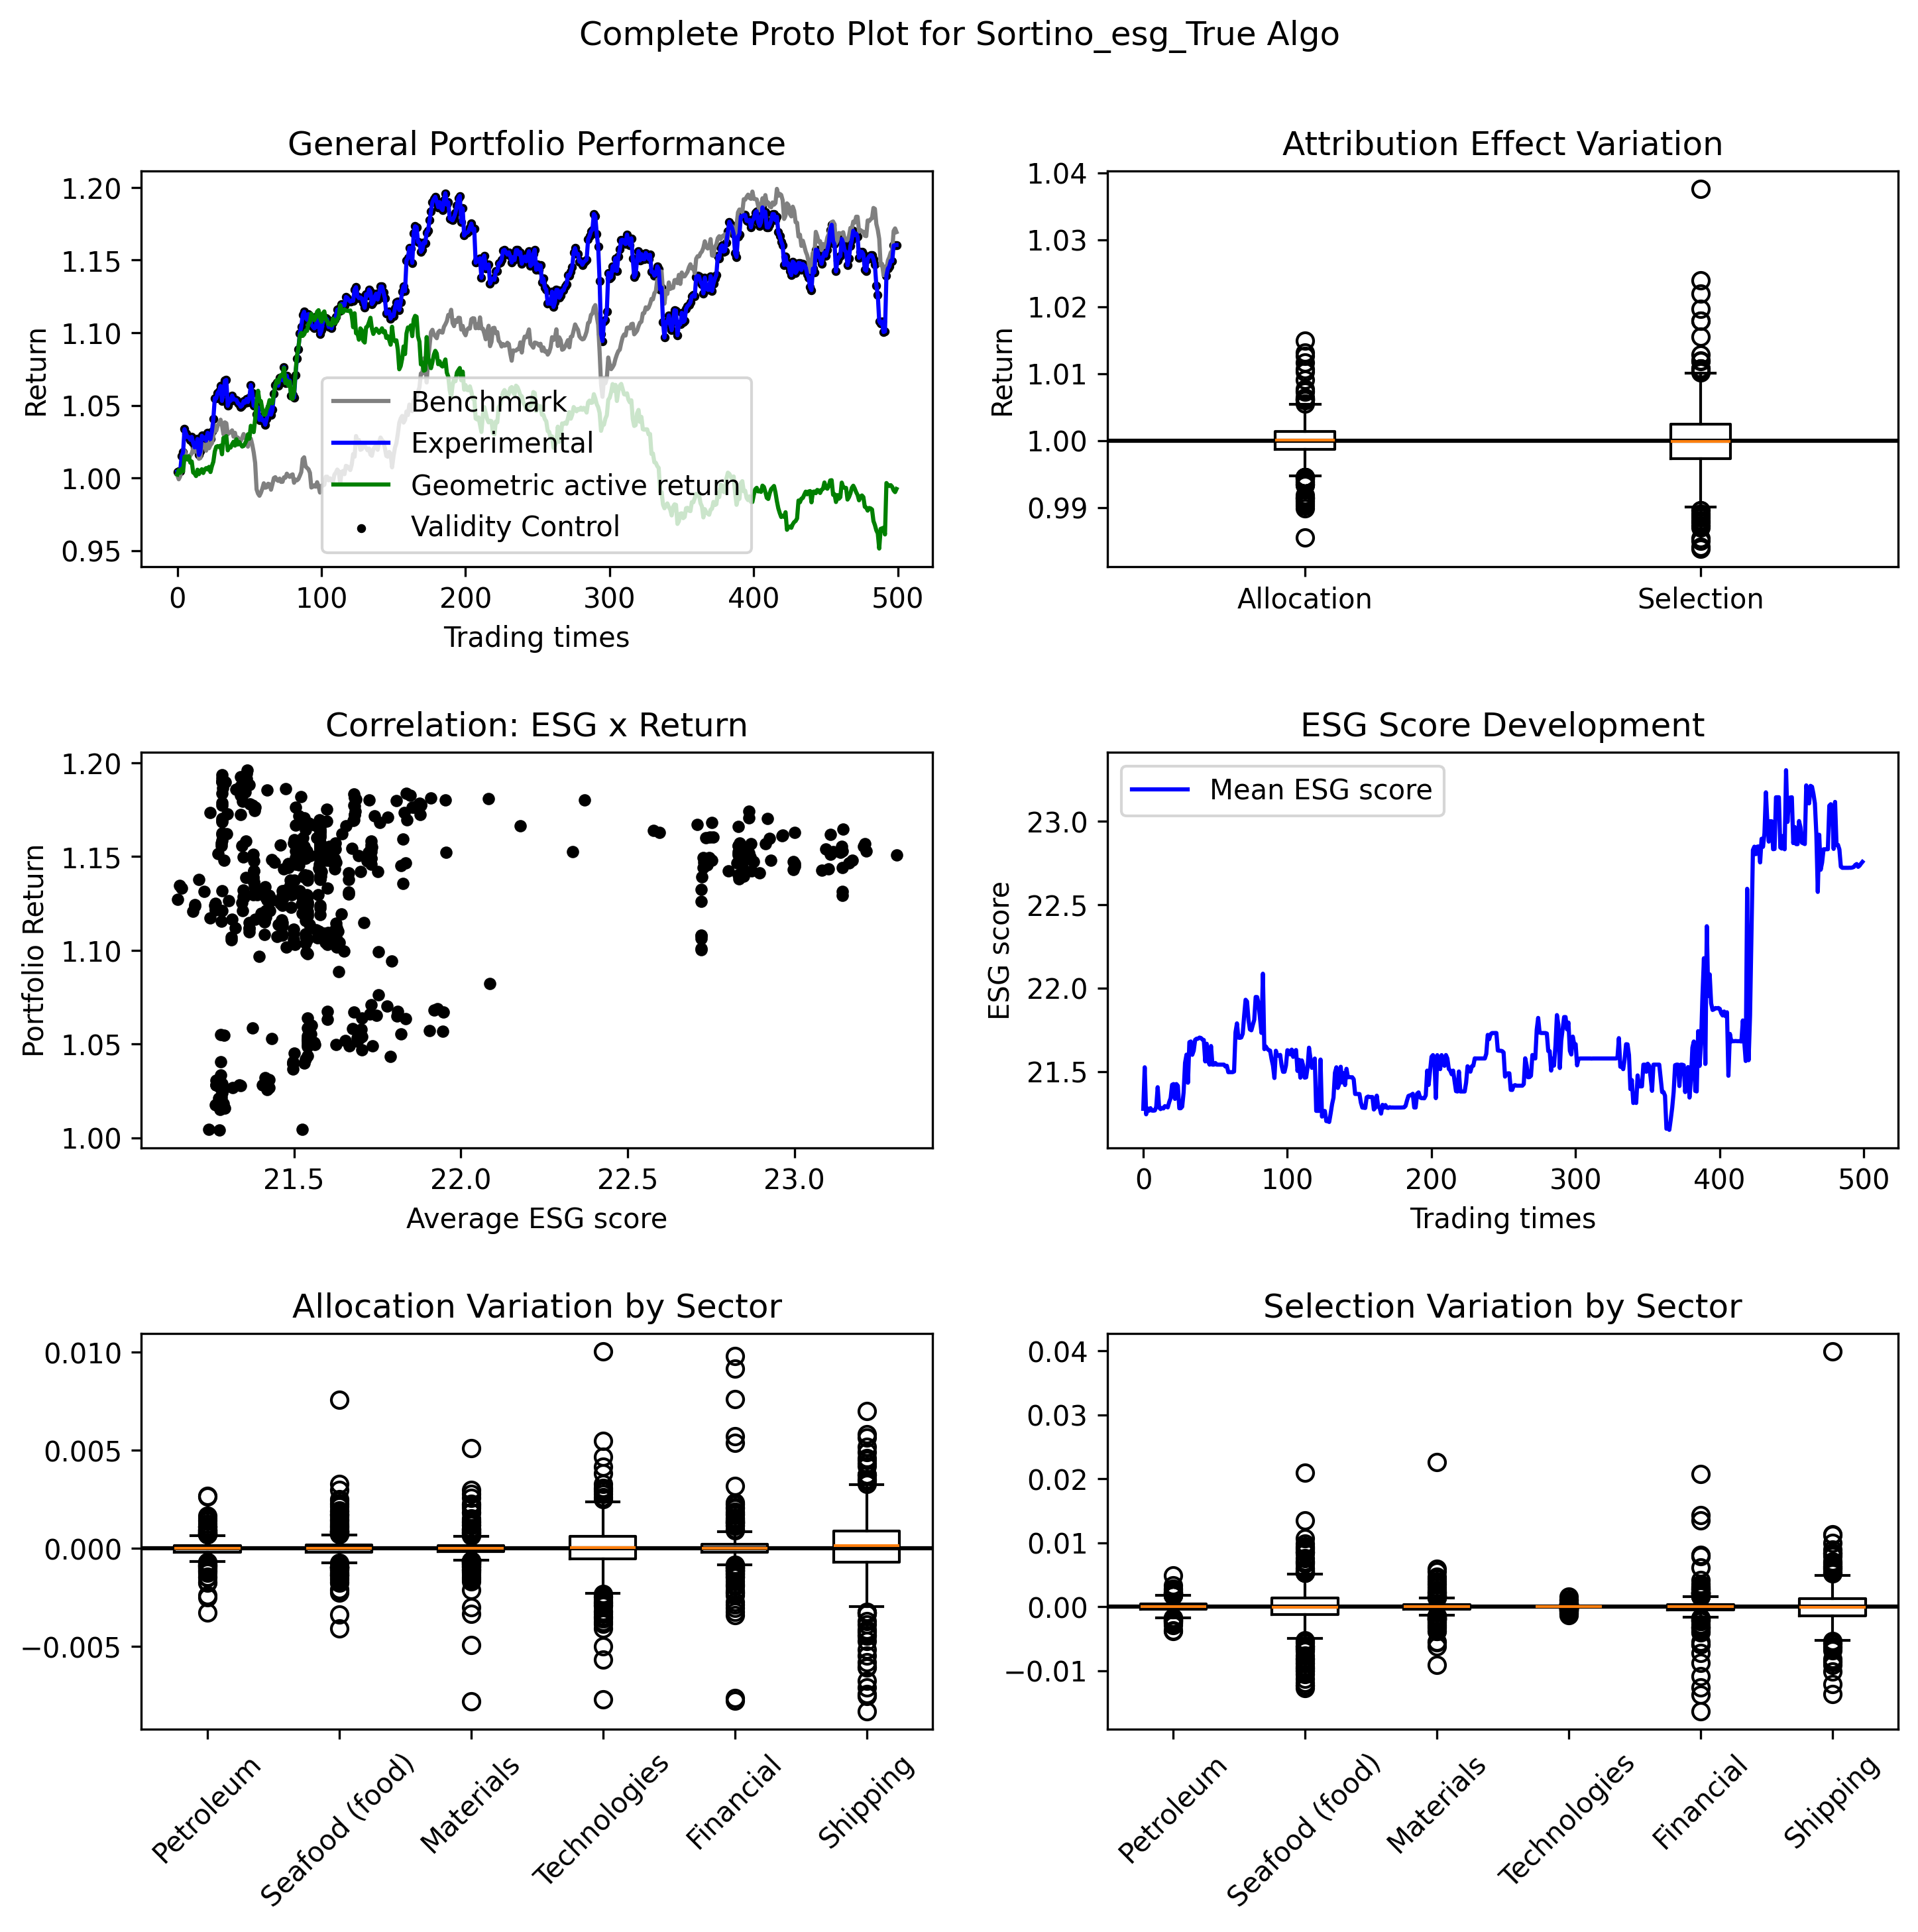 Complete Proto Plot for Sortino_esg_True Algo
General Portfolio Performance
Return
1.20
1.15
1.10
1.05
1.00
0.95
Benchmark
Experimental
Geometric active return
Validity Control
0 100 200 300 400 500
Trading times
Attribution Effect Variation
Return
1.04
1.03
1.02
1.01
1.00
0.99
Allocation Selection
Correlation: ESG x Return
Portfolio Return
1.20
1.15
1.10
1.05
1.00
21.5 22.0 22.5 23.0
Average ESG score
ESG Score Development
ESG score
Mean ESG score
23.0
22.5
22.0
21.5
0 100 200 300 400 500
Trading times
Allocation Variation by Sector
0.010
0.005
0.000
−0.005
Petroleum
Seafood (food)
Materials
Technologies
Financial
Shipping
Selection Variation by Sector
0.04
0.03
0.02
0.01
0.00
−0.01
Petroleum
Seafood (food)
Materials
Technologies
Financial
Shipping